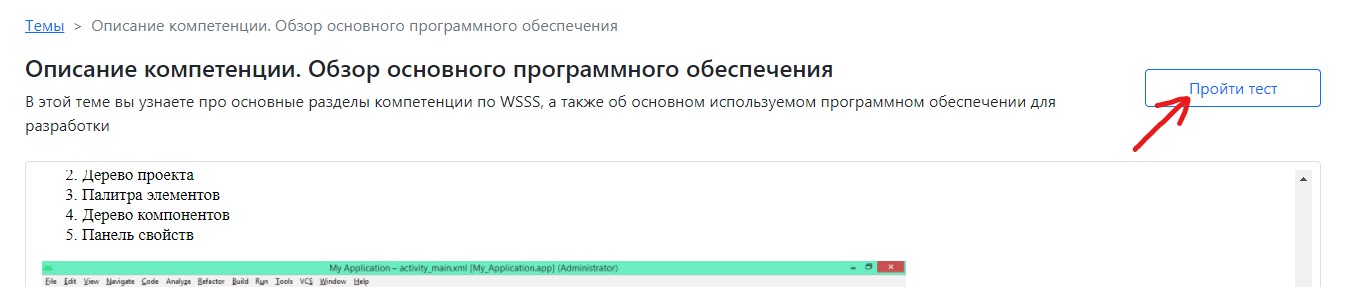 Темы > Описание компетенции. Обзор основного программного обеспечения
Описание компетенции. Обзор основного программного обеспечения
В этой теме вы узнаете про основные разделы компетенции по WSSS, а также об основном используемом программном обеспечении для
разработки
Пройти тест
2. Дерево проекта
3. Палитра элементов
4. Дерево компонентов
5. Панель свойств
My Application – activity_main.xml [My_Application.app] (Administrator)
File Edit View Navigate Code Analyze Refactor Build Run Tools VCS Window Help